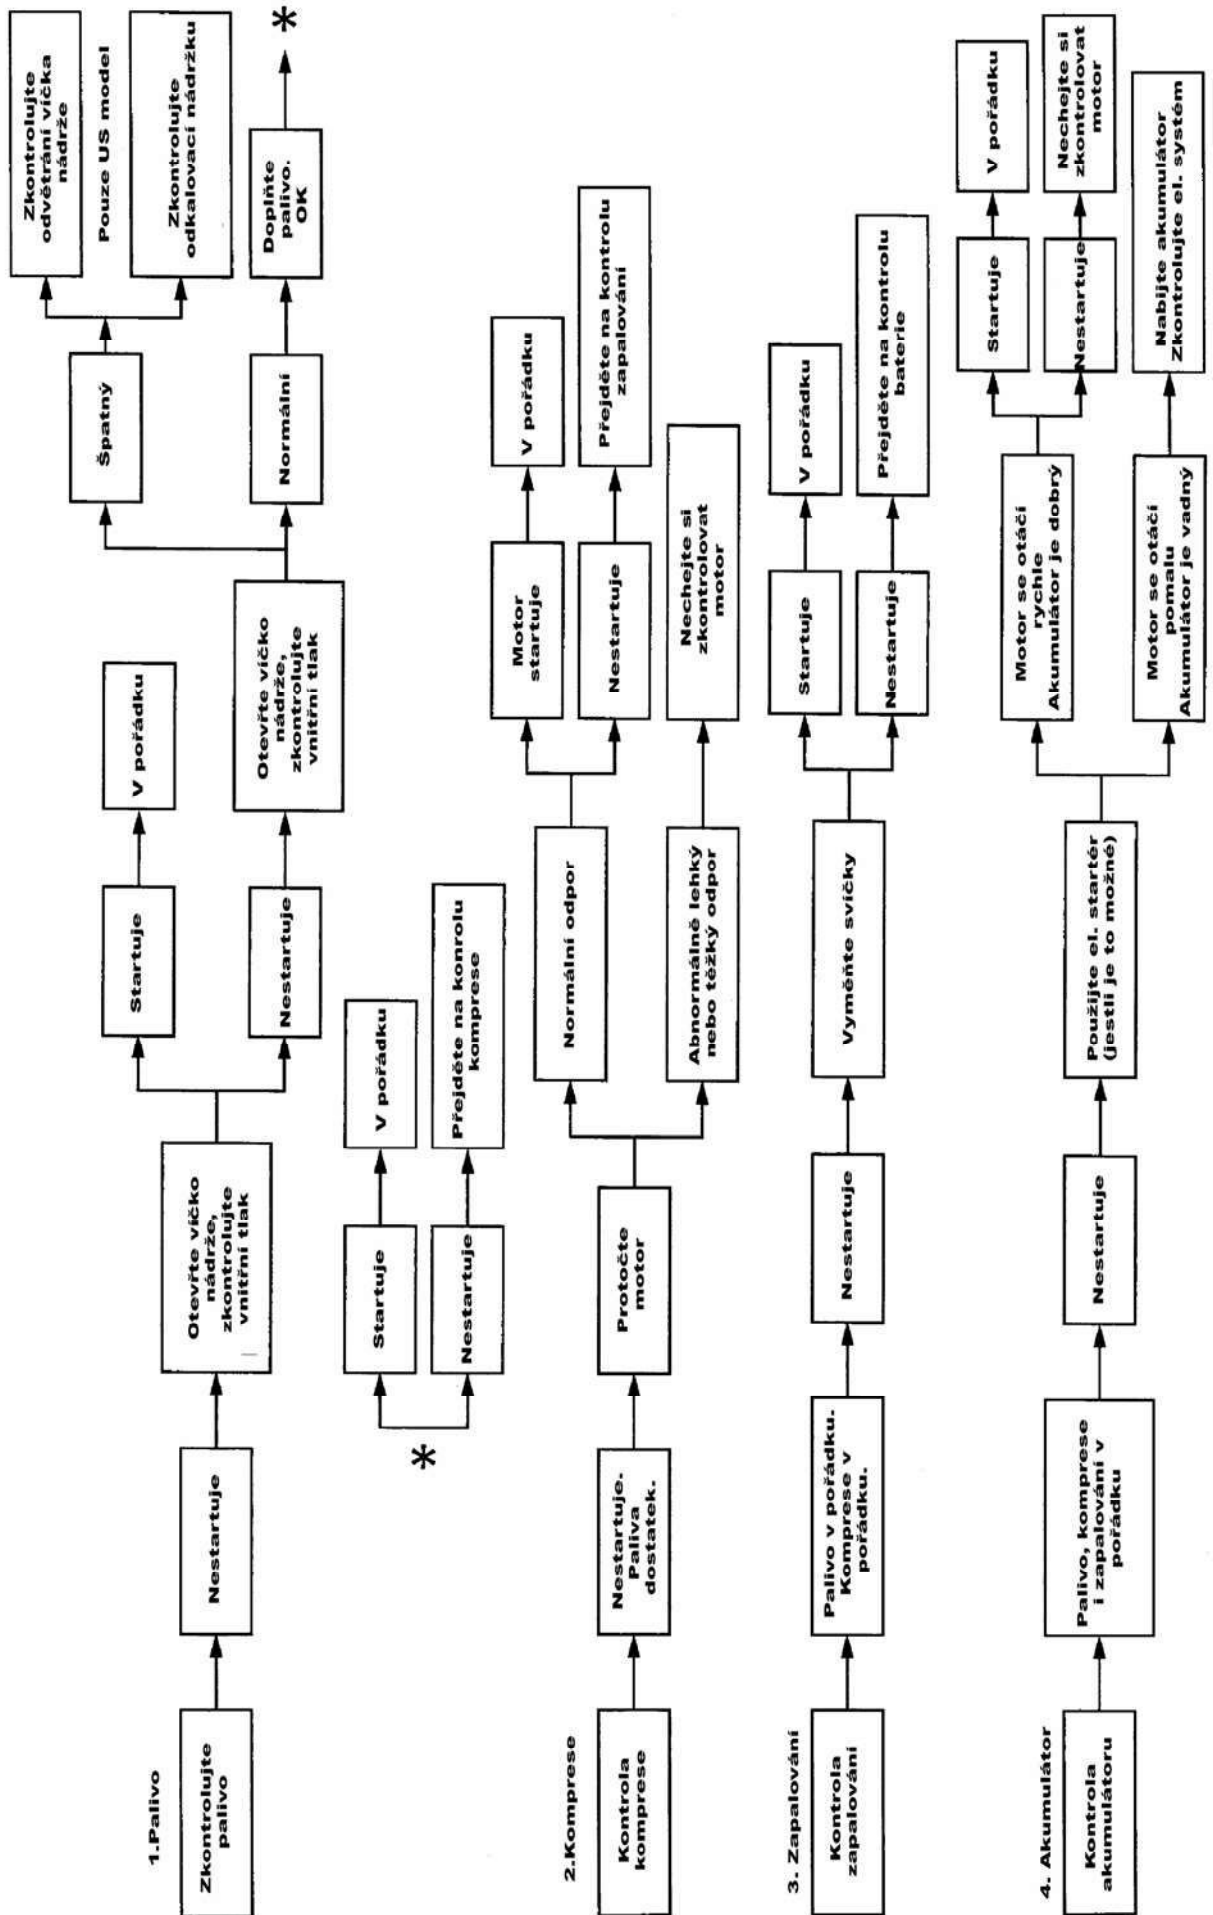 1.Palivo
Zkontrolujte
palivo
Nestartuje
Otevřte víčko
nádrže,
zkontrolujte
vnitřní tlak
Startuje
V pořádku
Nestartuje
Otevřte víčko
nádrže,
zkontrolujte
vnitřní tlak
Špatný
Zkontrolujte
odvětrání víčka
nádrže
Pouze US model
Zkontrolujte
odkalovací nádržku
Normální
Doplňte
palivo.
OK
*
*
Startuje
V pořádku
Nestartuje
Přejděte na konrolu
komprese
2.Komprese
Kontrola
komprese
Nestartuje.
Paliva
dostatek.
Protočte
motor
Normální odpor
Motor
startuje
V pořádku
Nestartuje
Přejděte na kontrolu
zapalování
Abnormálně lehký
nebo těžký odpor
Nechejte si
zkontrolovat
motor
3. Zapalování
Kontrola
zapalování
Palivo v pořádku.
Komprese v
pořádku.
Nestartuje
Vyměňte svíčky
Startuje
V pořádku
Nestartuje
Přejděte na kontrolu
baterie
4. Akumulátor
Kontrola
akumulátoru
Palivo, komprese
i zapalování v
pořádku
Nestartuje
Použijte el. startér
(jestli je to možné)
Motor se otáčí
rychle
Akumulátor je dobrý
Startuje
V pořádku
Nestartuje
Nechejte si
zkontrolovat
motor
Motor se otáčí
pomalu
Akumulátor je vadný
Nabijte akumulátor
Zkontrolujte el. systém